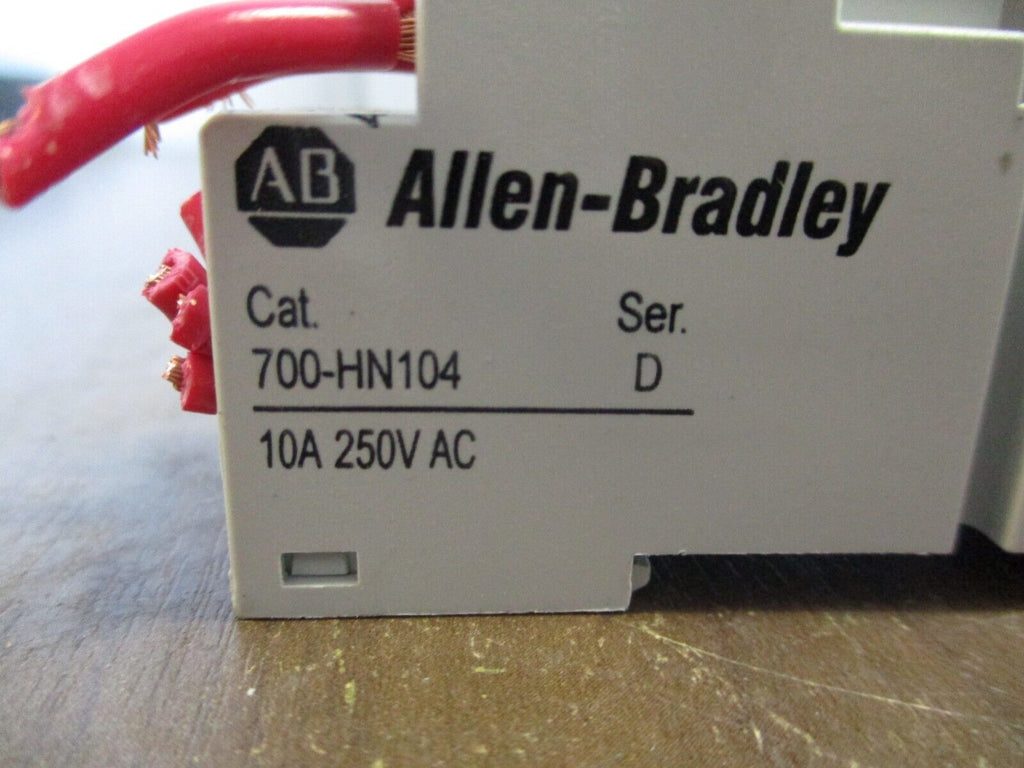 AB Allen-Bradley
Cat. Ser.
700-HN104 D
10A 250V AC